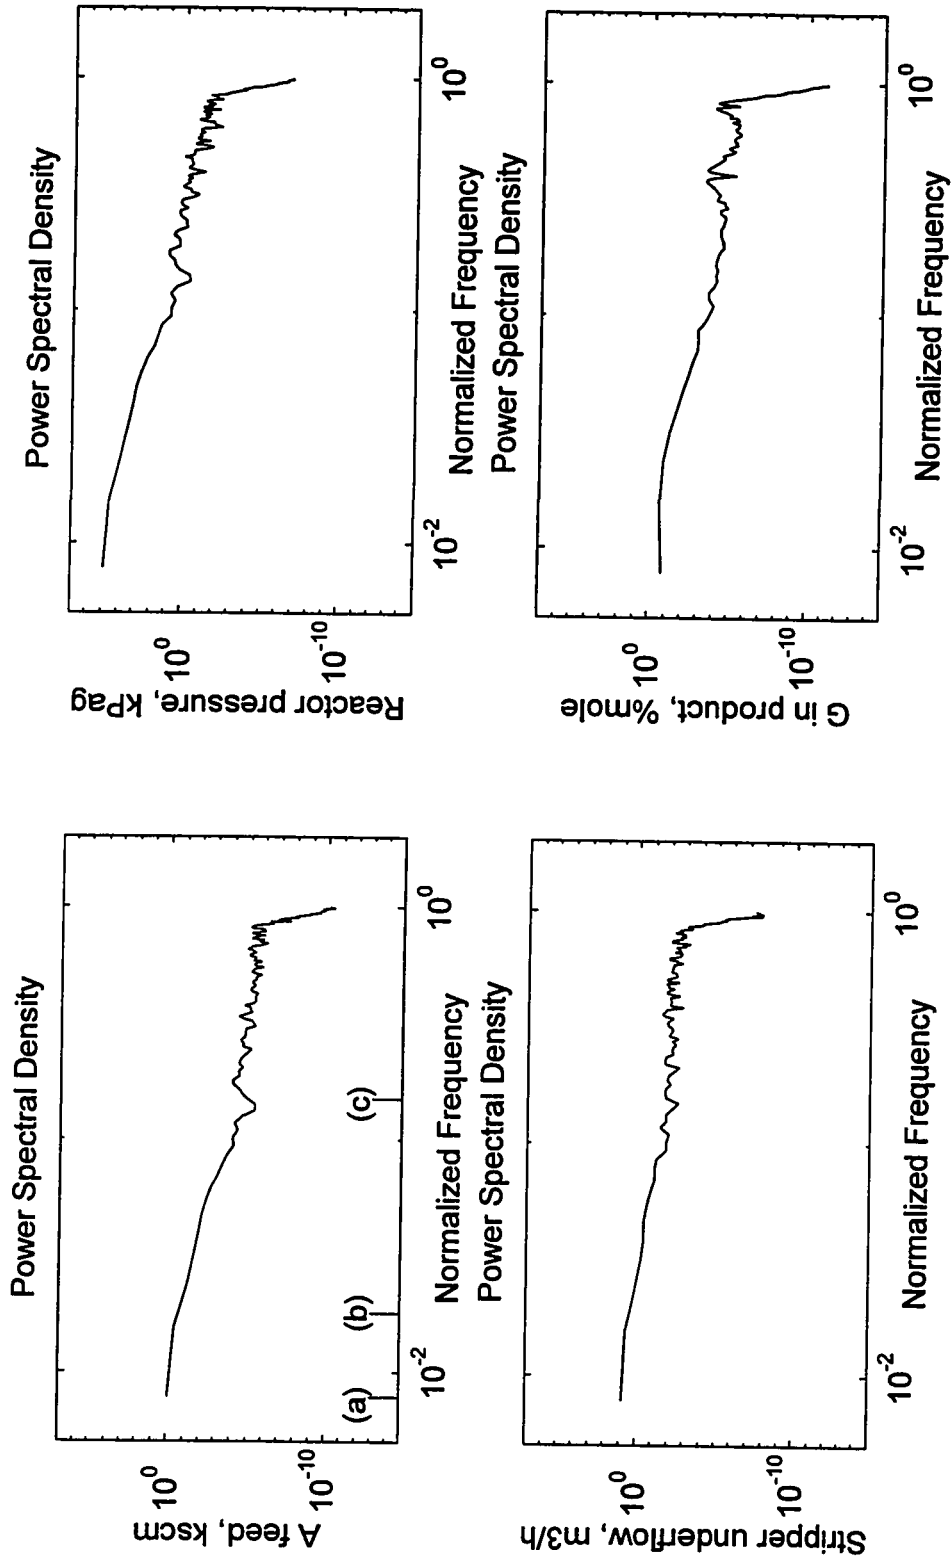 Power Spectral Density
A feed, kscm
10^0
10^-10
(a)
(b)
(c)
10^-2
10^0
Normalized Frequency
Power Spectral Density
Reactor pressure, kPag
10^0
10^-10
10^-2
10^0
Normalized Frequency
Power Spectral Density
Stripper underflow, m3/h
10^0
10^-10
10^-2
10^0
Normalized Frequency
Power Spectral Density
G in product, %mole
10^0
10^-10
10^-2
10^0
Normalized Frequency